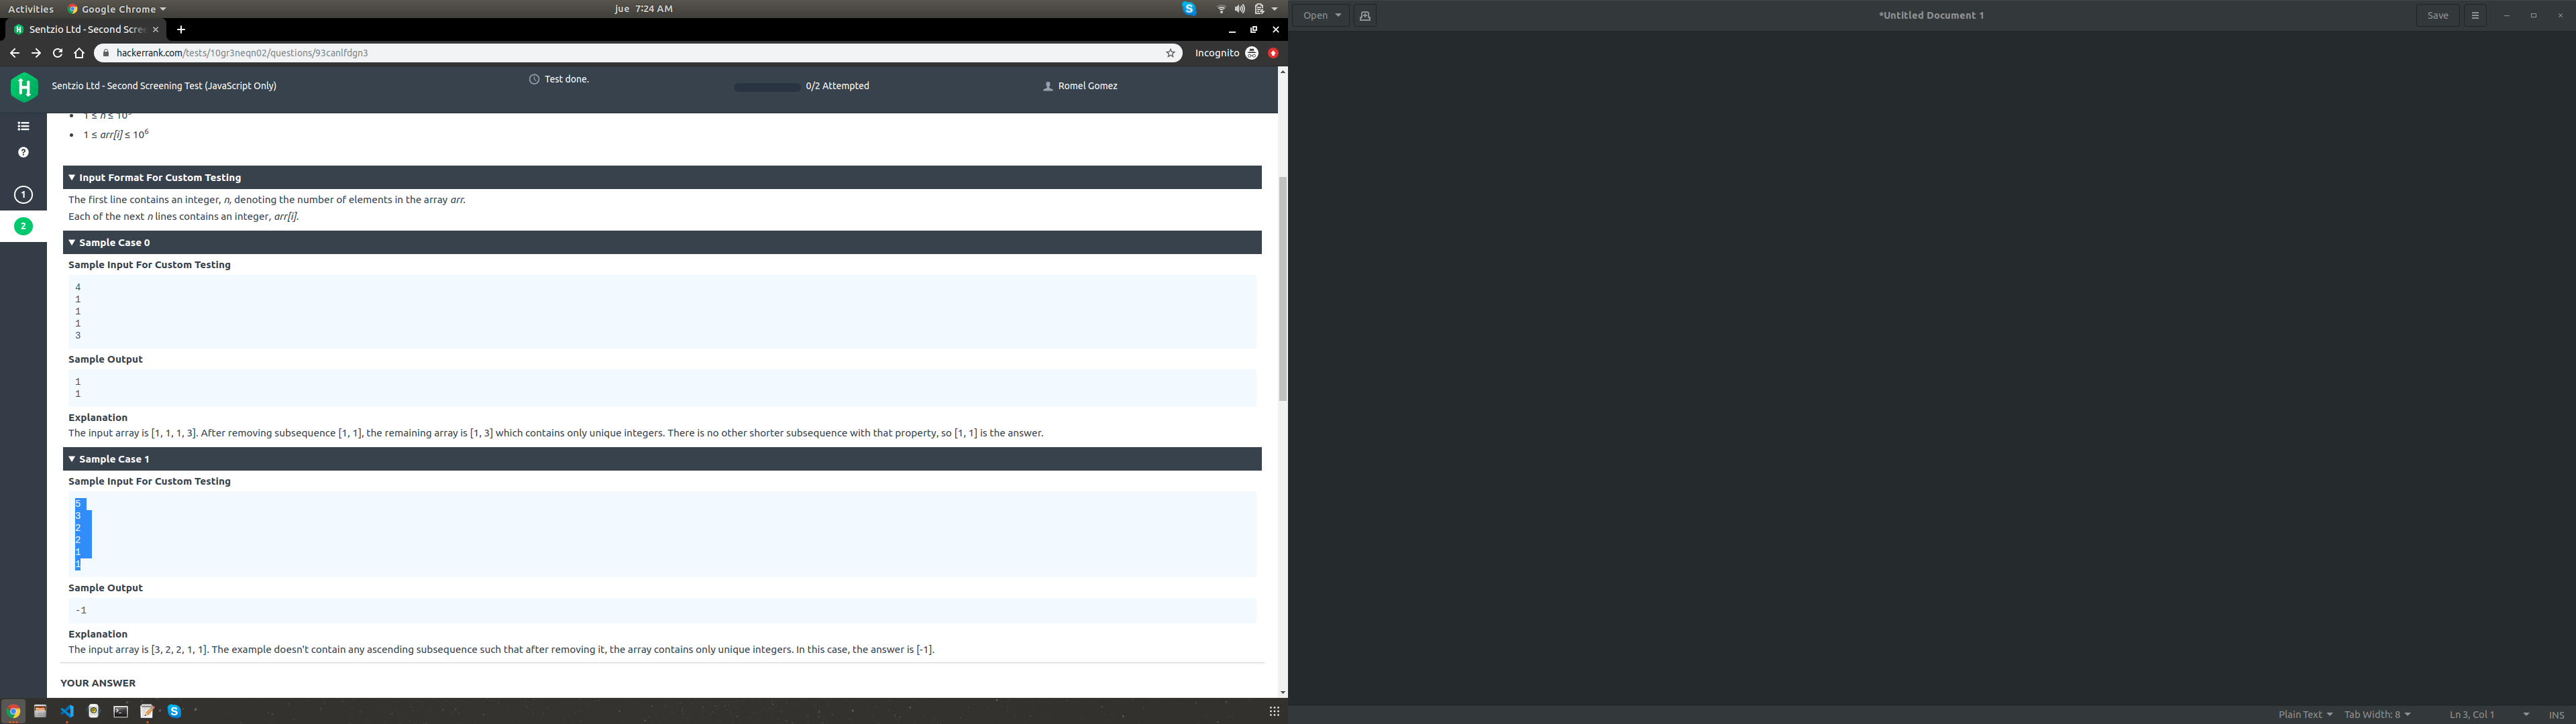 Activities Google Chrome jue 7:24 AM
Sentzio Ltd - Second Scree
hackerrank.com/tests/10gr3neqn02/questions/93canlfdgn3 Incognito
Sentzio Ltd - Second Screening Test (JavaScript Only) Test done. 0/2 Attempted Romel Gomez
1 ≤ arr[i] ≤ 10⁶
1
2
Input Format For Custom Testing
The first line contains an integer, n, denoting the number of elements in the array arr.
Each of the next n lines contains an integer, arr[i].
Sample Case 0
Sample Input For Custom Testing
4
1
1
1
3
Sample Output
1
1
Explanation
The input array is [1, 1, 1, 3]. After removing subsequence [1, 1], the remaining array is [1, 3] which contains only unique integers. There is no other shorter subsequence with that property, so [1, 1] is the answer.
Sample Case 1
Sample Input For Custom Testing
5
3
2
2
1
1
Sample Output
-1
Explanation
The input array is [3, 2, 2, 1, 1]. The example doesn't contain any ascending subsequence such that after removing it, the array contains only unique integers. In this case, the answer is [-1].
YOUR ANSWER
Open *Untitled Document 1 Save
Plain Text Tab Width: 8 Ln 3, Col 1 INS